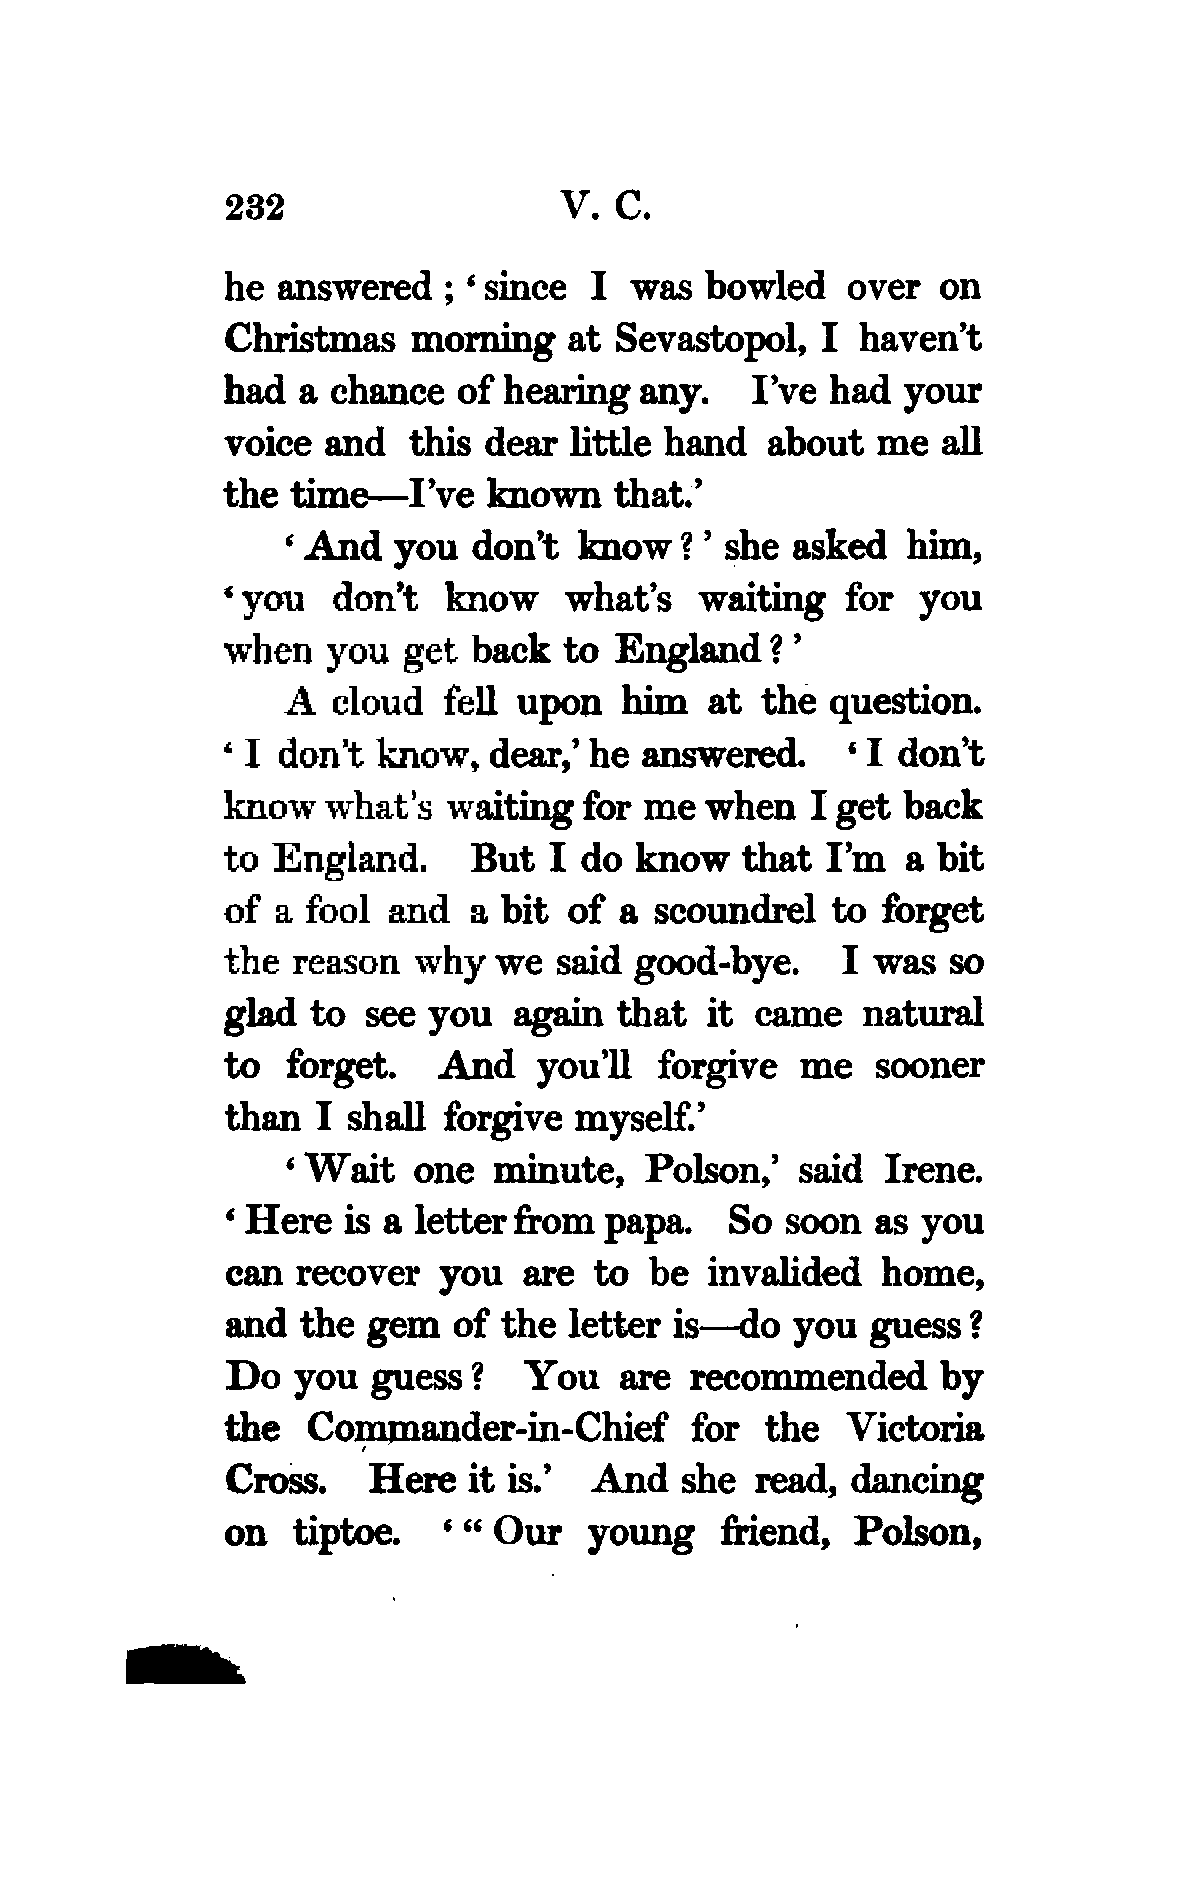 232 V. C.
he answered ; ‘ since I was bowled over on
Christmas morning at Sevastopol, I haven’t
had a chance of hearing any. I’ve had your
voice and this dear little hand about me all
the time—I’ve known that.’
‘ And you don’t know ? ’ she asked him,
‘ you don’t know what’s waiting for you
when you get back to England ? ’
A cloud fell upon him at the question.
‘ I don’t know, dear,’ he answered. ‘ I don’t
know what’s waiting for me when I get back
to England. But I do know that I’m a bit
of a fool and a bit of a scoundrel to forget
the reason why we said good-bye. I was so
glad to see you again that it came natural
to forget. And you’ll forgive me sooner
than I shall forgive myself.’
‘ Wait one minute, Polson,’ said Irene.
‘ Here is a letter from papa. So soon as you
can recover you are to be invalided home,
and the gem of the letter is—do you guess ?
Do you guess ? You are recommended by
the Commander-in-Chief for the Victoria
Cross. Here it is.’ And she read, dancing
on tiptoe. ‘ “ Our young friend, Polson,